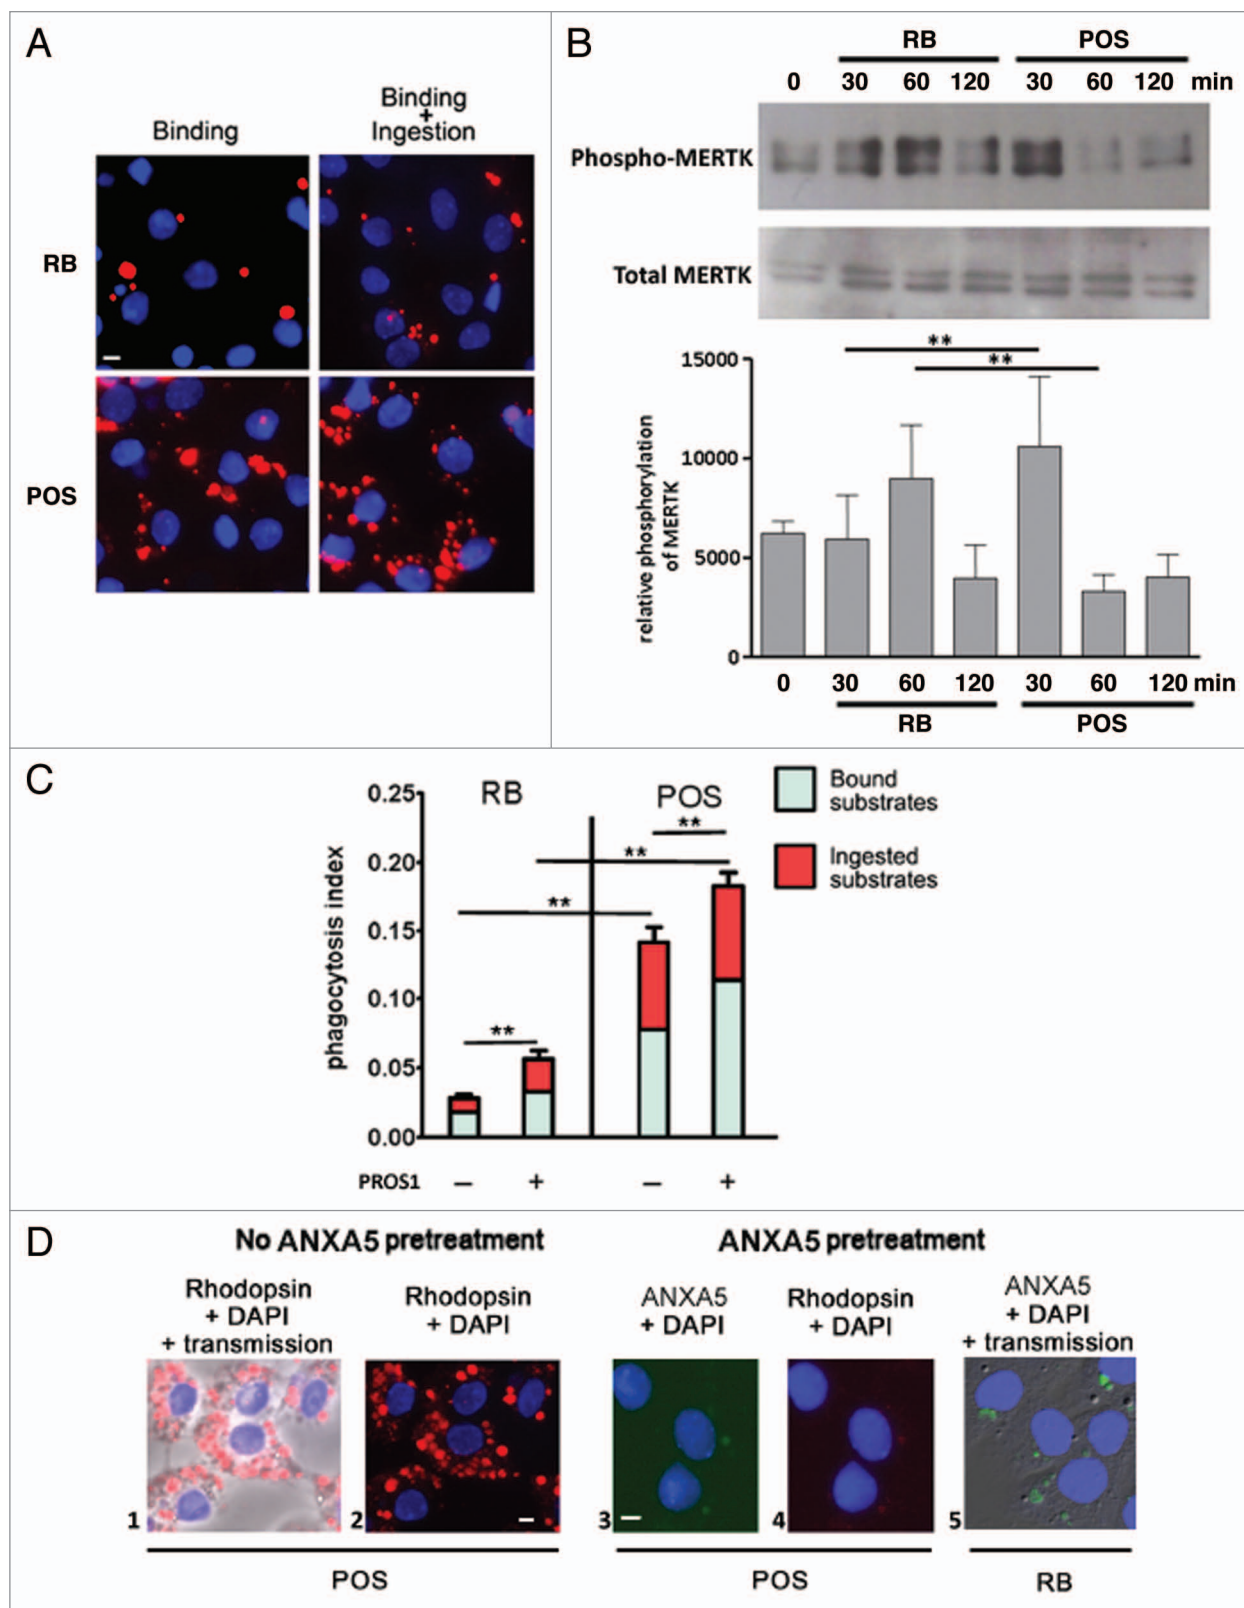 A
Binding
Binding
+
Ingestion
RB
POS
B
RB POS
0 30 60 120 30 60 120 min
Phospho-MERTK
Total MERTK
**
**
15000
10000
5000
0
relative phosphorylation
of MERTK
0 30 60 120 30 60 120 min
RB POS
C
RB POS
0.25
0.20
0.15
0.10
0.05
0.00
phagocytosis index
**
**
**
**
Bound
substrates
Ingested
substrates
PROS1 – + – +
D
No ANXA5 pretreatment
ANXA5 pretreatment
Rhodopsin
+ DAPI
+ transmission
Rhodopsin
+ DAPI
ANXA5
+ DAPI
Rhodopsin
+ DAPI
ANXA5
+ DAPI
+ transmission
1 2 3 4 5
POS POS RB